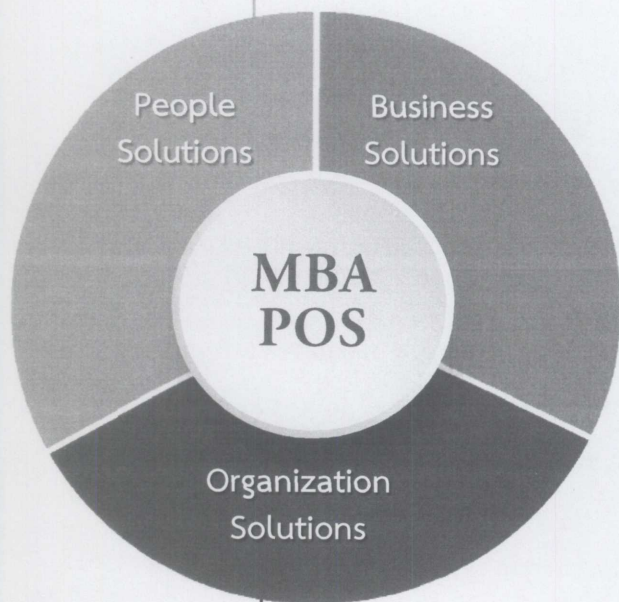 People
Solutions
Business
Solutions
MBA
POS
Organization
Solutions